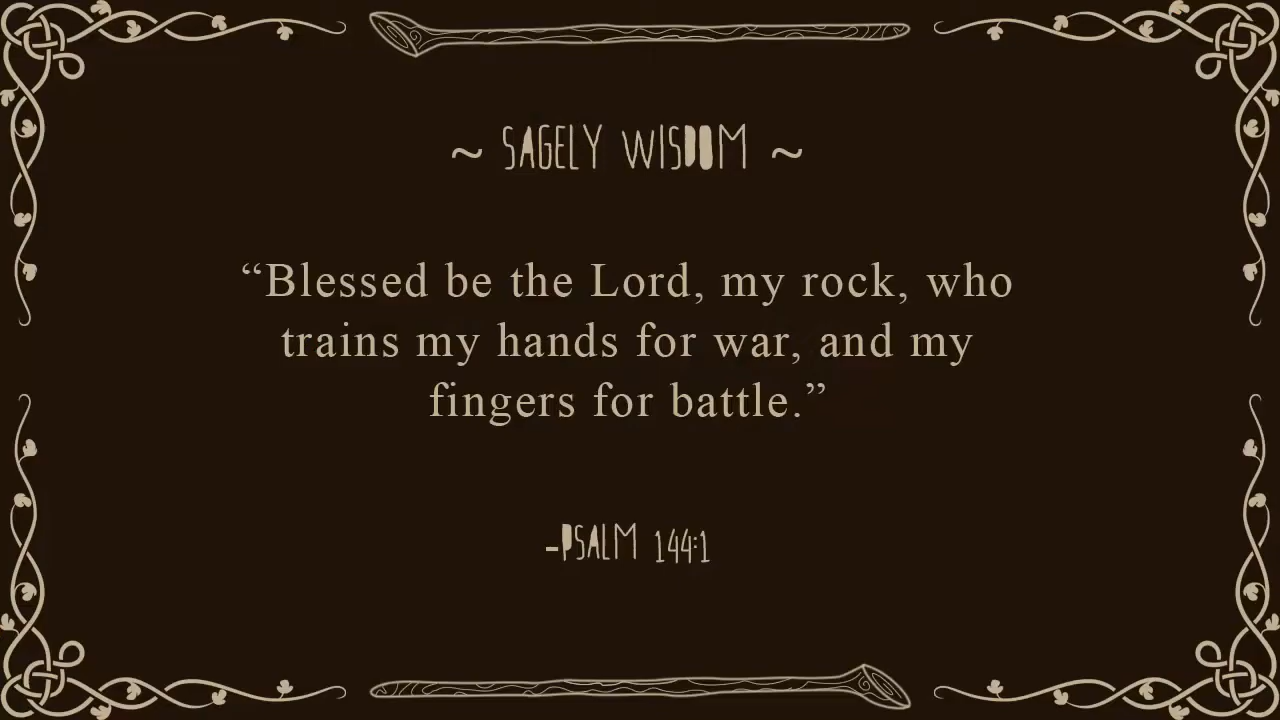 ~ SAGELY WISDOM ~
“Blessed be the Lord, my rock, who
trains my hands for war, and my
fingers for battle.”
-PSALM 144:1